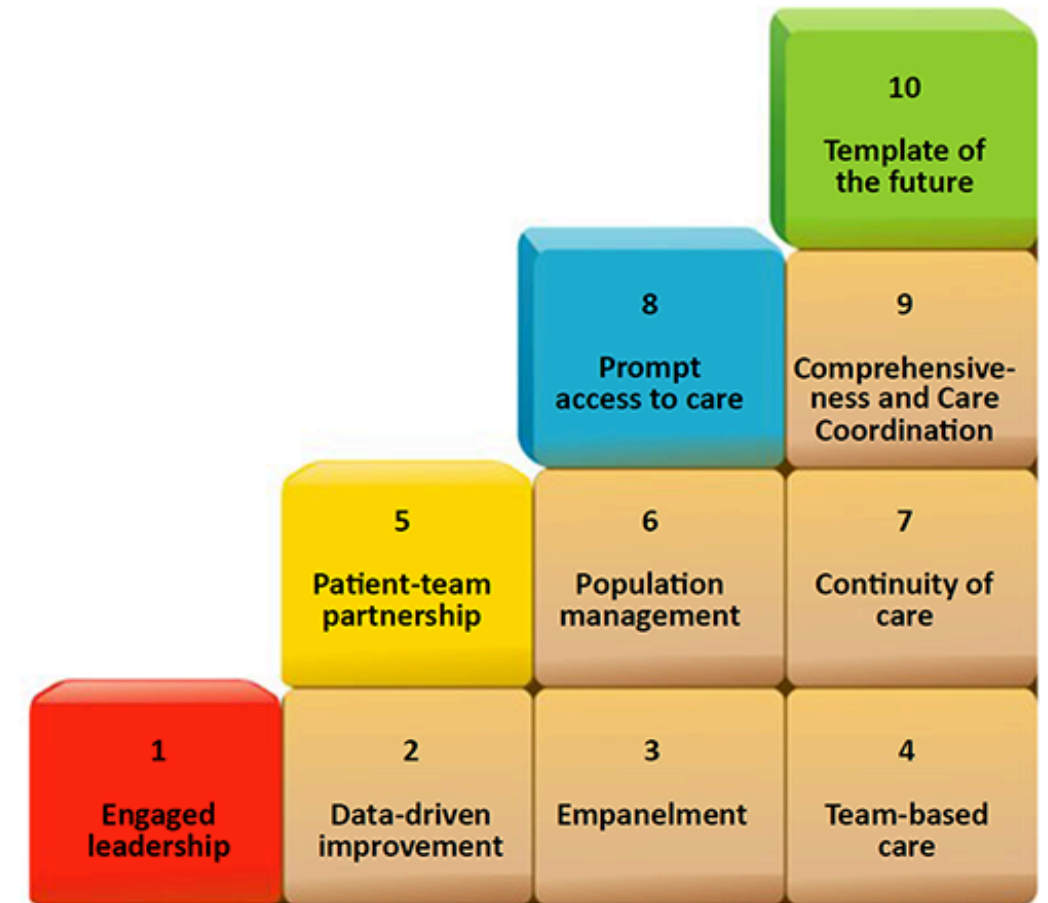 10
Template of
the future
8
Prompt
access to care
9
Comprehensive-
ness and Care
Coordination
5
Patient-team
partnership
6
Population
management
7
Continuity of
care
1
Engaged
leadership
2
Data-driven
improvement
3
Empanelment
4
Team-based
care